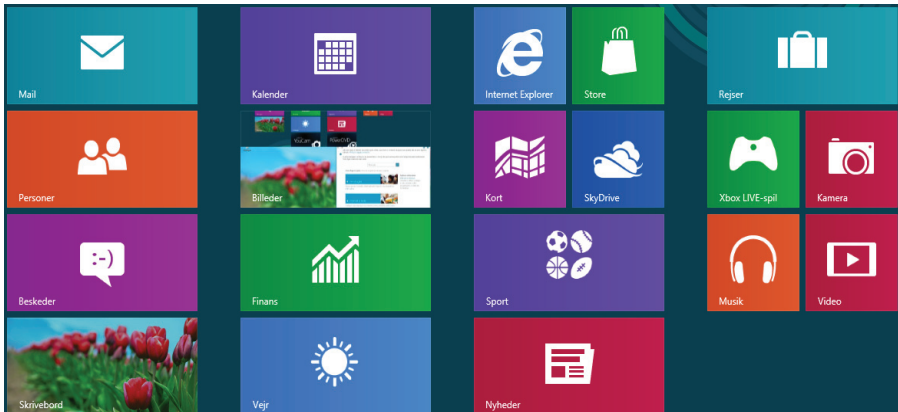 Mail
Kalender
Internet Explorer
Store
Rejser
Personer
Billeder
Kort
SkyDrive
Xbox LIVE-spil
Kamera
Beskeder
Finans
Sport
Musik
Video
Skrivebord
Vejr
Nyheder